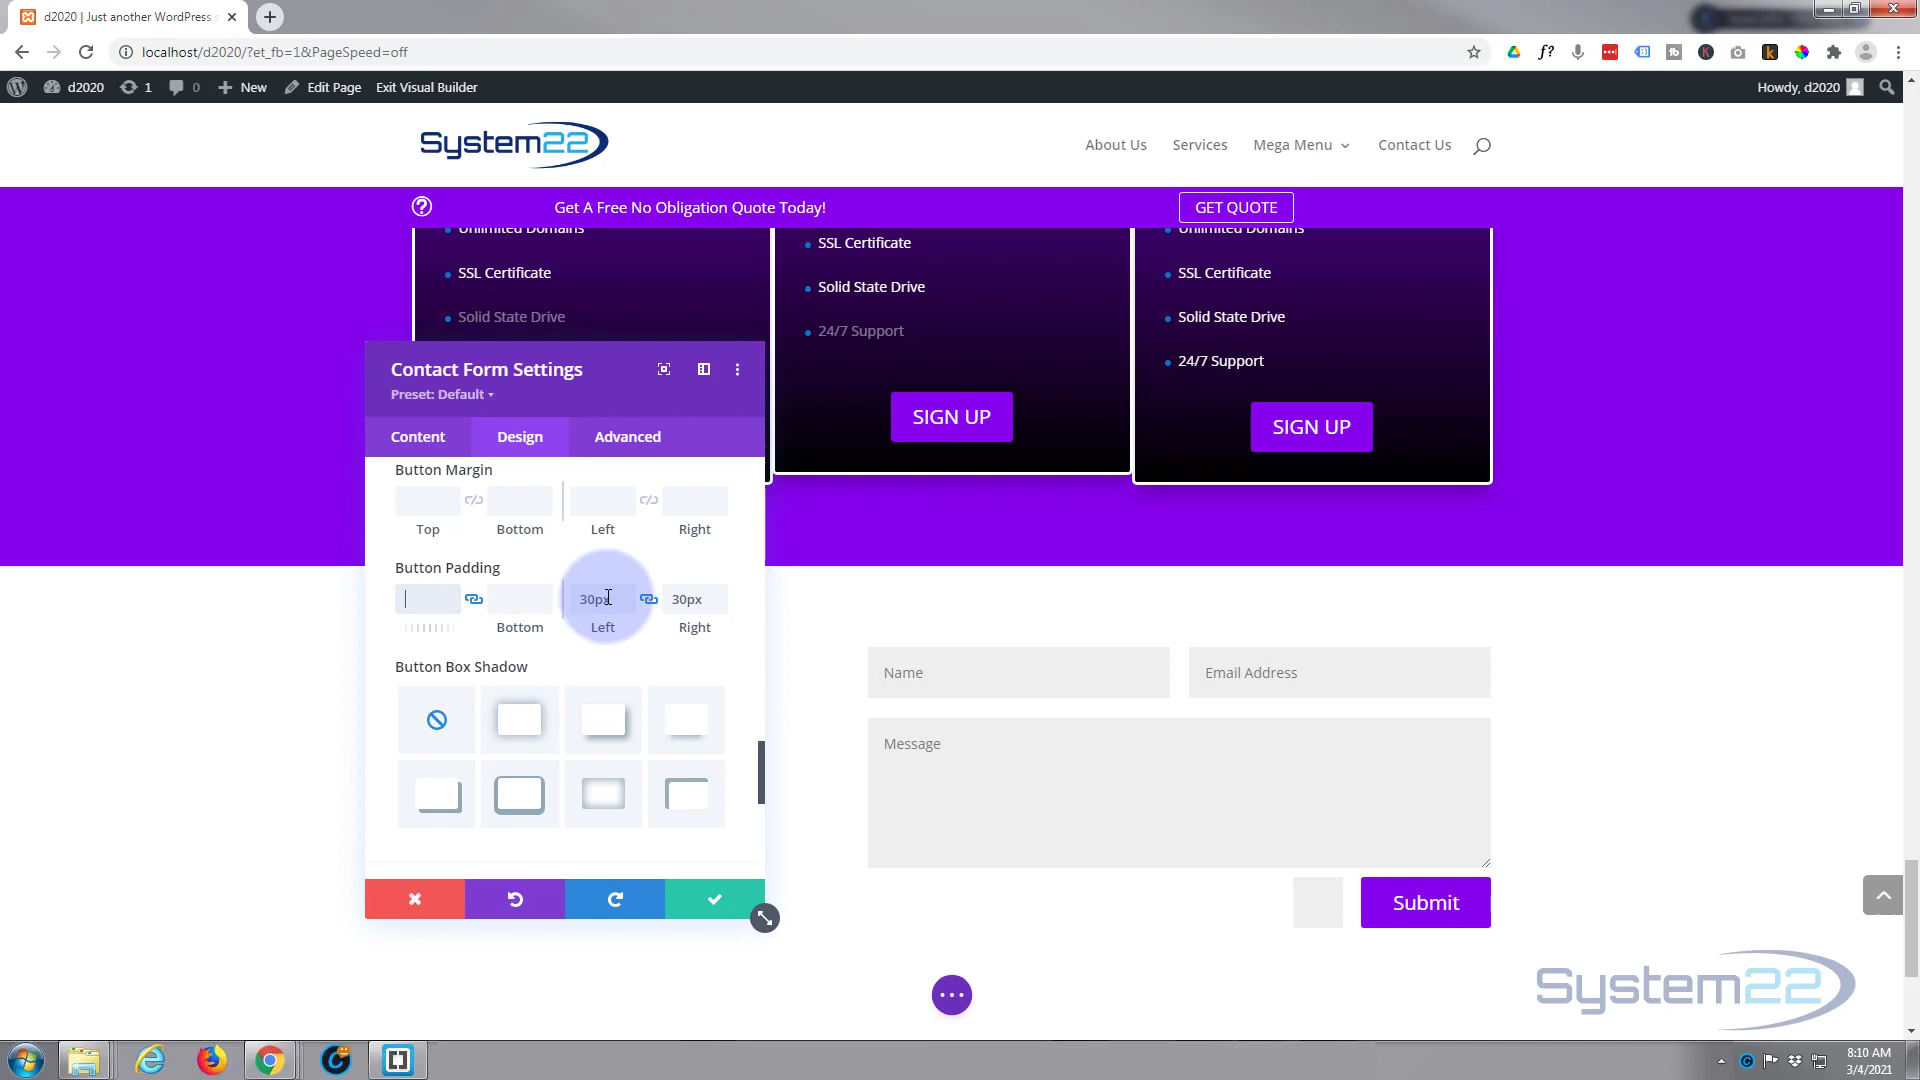 d2020 | Just another WordPress s
localhost/d2020/?et_fb=1&PageSpeed=off
d2020 1 0 New Edit Page Exit Visual Builder Howdy, d2020
System22 About Us Services Mega Menu Contact Us
Get A Free No Obligation Quote Today! GET QUOTE
Unlimited Domains
SSL Certificate
Solid State Drive
SSL Certificate
Solid State Drive
24/7 Support
SIGN UP
Unlimited Domains
SSL Certificate
Solid State Drive
24/7 Support
SIGN UP
Contact Form Settings
Preset: Default
Content Design Advanced
Button Margin
Top Bottom Left Right
Button Padding
30px 30px
Bottom Left Right
Button Box Shadow
Name Email Address
Message
Submit
System22
8:10 AM
3/4/2021